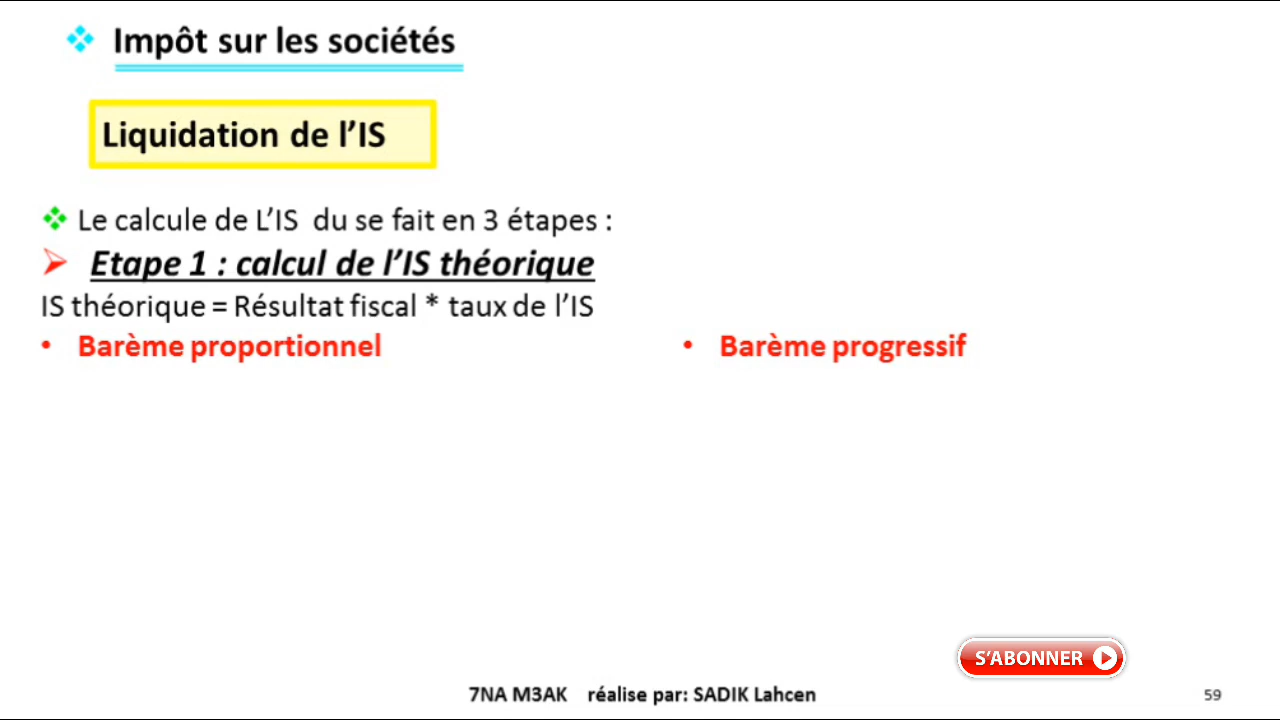 Impôt sur les sociétés
Liquidation de l’IS
Le calcule de L’IS du se fait en 3 étapes :
Etape 1 : calcul de l’IS théorique
IS théorique = Résultat fiscal * taux de l’IS
• Barème proportionnel
• Barème progressif
S’ABONNER
7NA M3AK réalise par: SADIK Lahcen
59